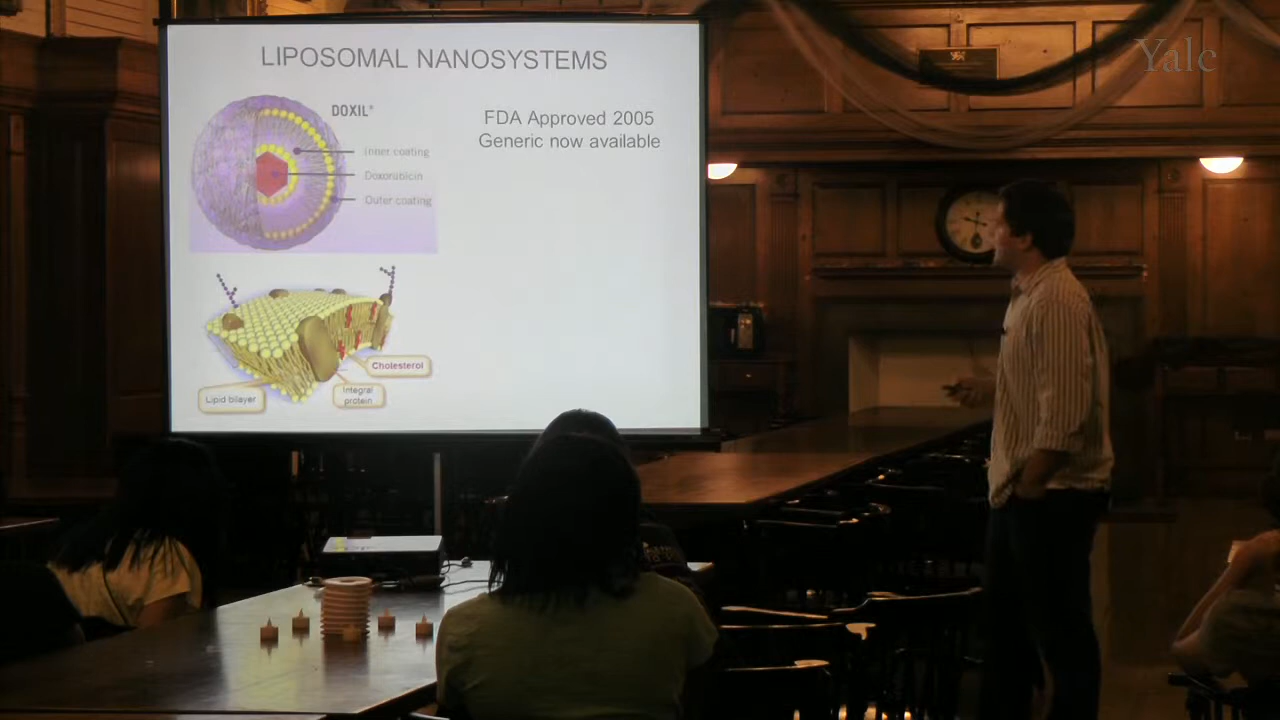 LIPOSOMAL NANOSYSTEMS
DOXIL®
Inner coating
Doxorubicin
Outer coating
FDA Approved 2005
Generic now available
Cholesterol
Integral
protein
Lipid bilayer
Yale